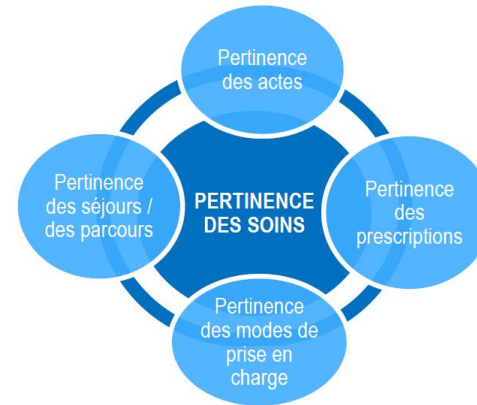 Pertinence
des actes
Pertinence
des séjours /
des parcours
PERTINENCE
DES SOINS
Pertinence
des
prescriptions
Pertinence
des modes de
prise en
charge